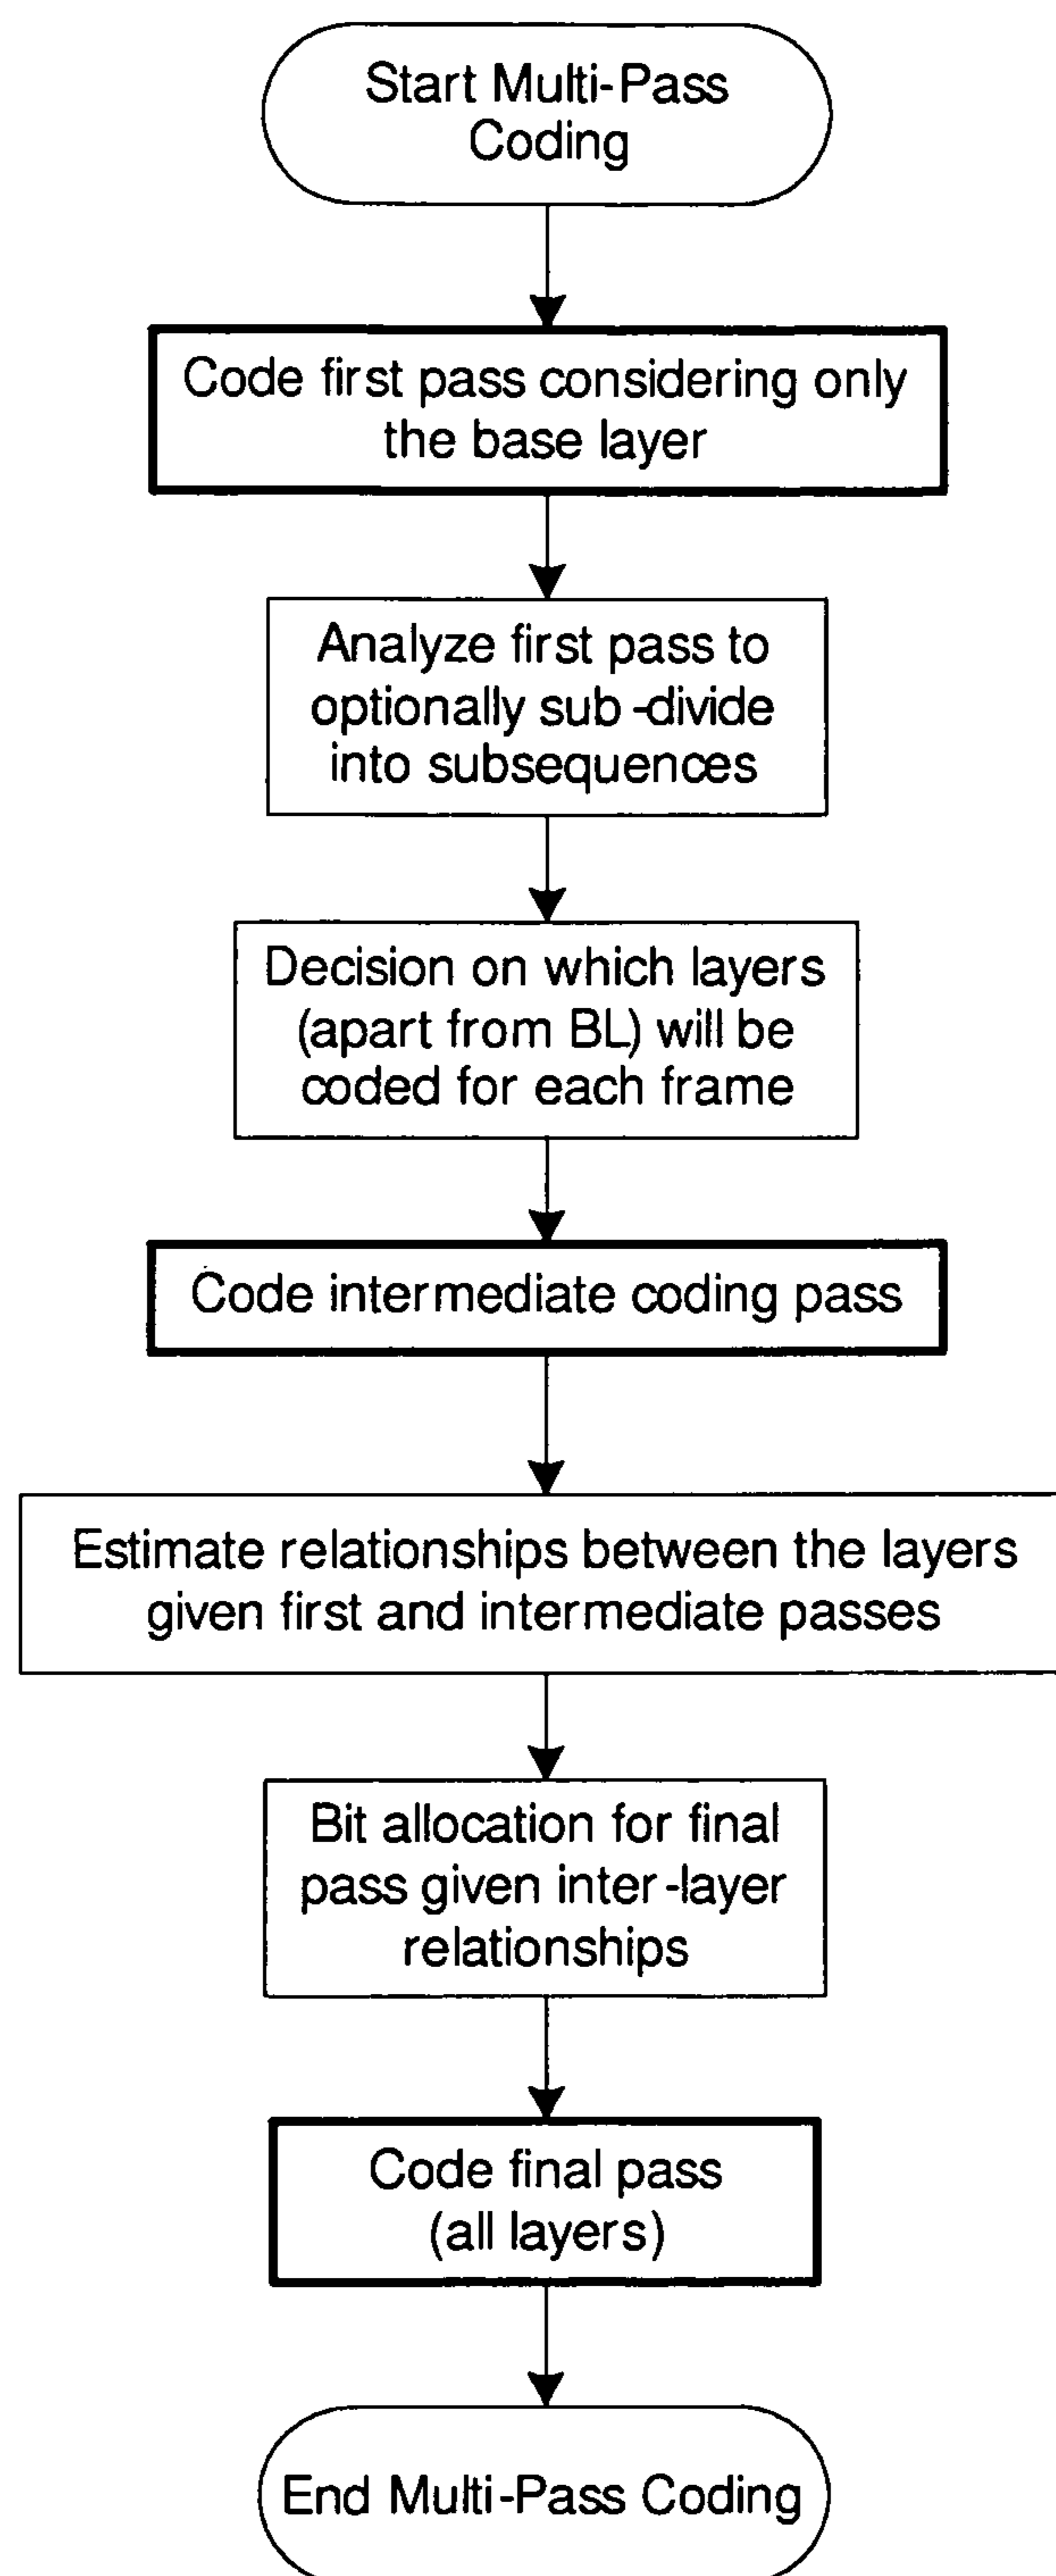 Start Multi-Pass
Coding
Code first pass considering only
the base layer
Analyze first pass to
optionally sub-divide
into subsequences
Decision on which layers
(apart from BL) will be
coded for each frame
Code intermediate coding pass
Estimate relationships between the layers
given first and intermediate passes
Bit allocation for final
pass given inter-layer
relationships
Code final pass
(all layers)
End Multi-Pass Coding